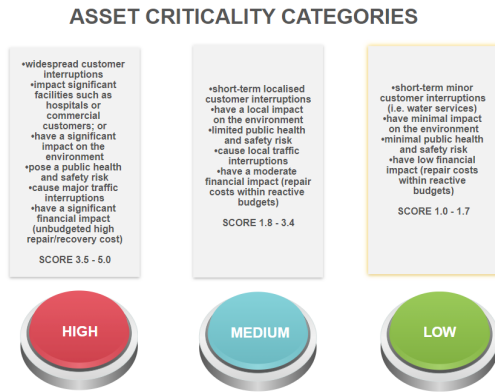 ASSET CRITICALITY CATEGORIES
•widespread customer
interruptions
•impact significant
facilities such as
hospitals or
commercial
customers; or
•have a significant
impact on the
environment
•pose a public health
and safety risk
•cause major traffic
interruptions
•have a significant
financial impact
(unbudgeted high
repair/recovery cost)
SCORE 3.5 - 5.0
HIGH
•short-term localised
customer interruptions
•have a local impact
on the environment
•limited public health
and safety risk
•cause local traffic
interruptions
•have a moderate
financial impact (repair
costs within reactive
budgets)
SCORE 1.8 - 3.4
MEDIUM
•short-term minor
customer interruptions
(i.e. water services)
•have minimal impact
on the environment
•minimal public health
and safety risk
•have low financial
impact (repair costs
within reactive
budgets)
SCORE 1.0 - 1.7
LOW